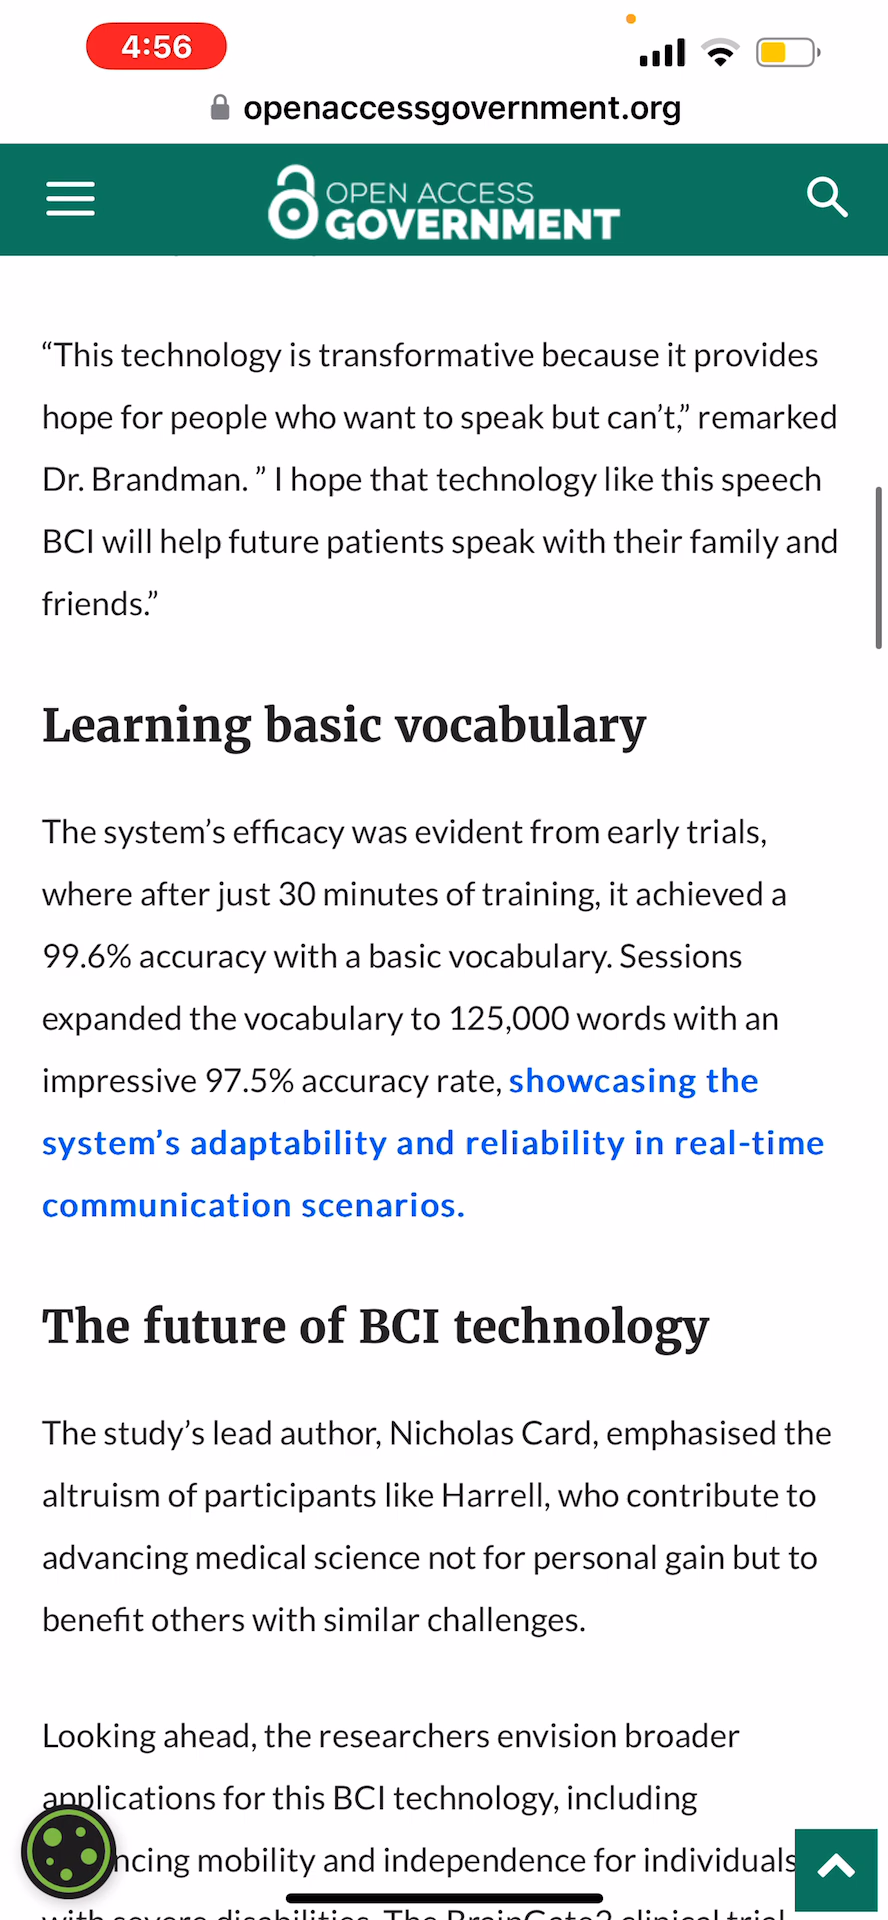 4:56
openaccessgovernment.org
OPEN ACCESS
GOVERNMENT
“This technology is transformative because it provides
hope for people who want to speak but can’t,” remarked
Dr. Brandman. ” I hope that technology like this speech
BCI will help future patients speak with their family and
friends.”
Learning basic vocabulary
The system’s efficacy was evident from early trials,
where after just 30 minutes of training, it achieved a
99.6% accuracy with a basic vocabulary. Sessions
expanded the vocabulary to 125,000 words with an
impressive 97.5% accuracy rate, showcasing the
system’s adaptability and reliability in real-time
communication scenarios.
The future of BCI technology
The study’s lead author, Nicholas Card, emphasised the
altruism of participants like Harrell, who contribute to
advancing medical science not for personal gain but to
benefit others with similar challenges.
Looking ahead, the researchers envision broader
applications for this BCI technology, including
ncing mobility and independence for individuals
with severe disabilities. The BrainGate2 clinical trial